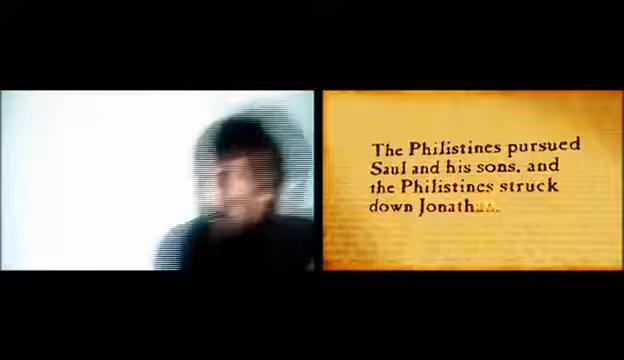 The Philistines pursued
Saul and his sons, and
the Philistines struck
down Jonathan.